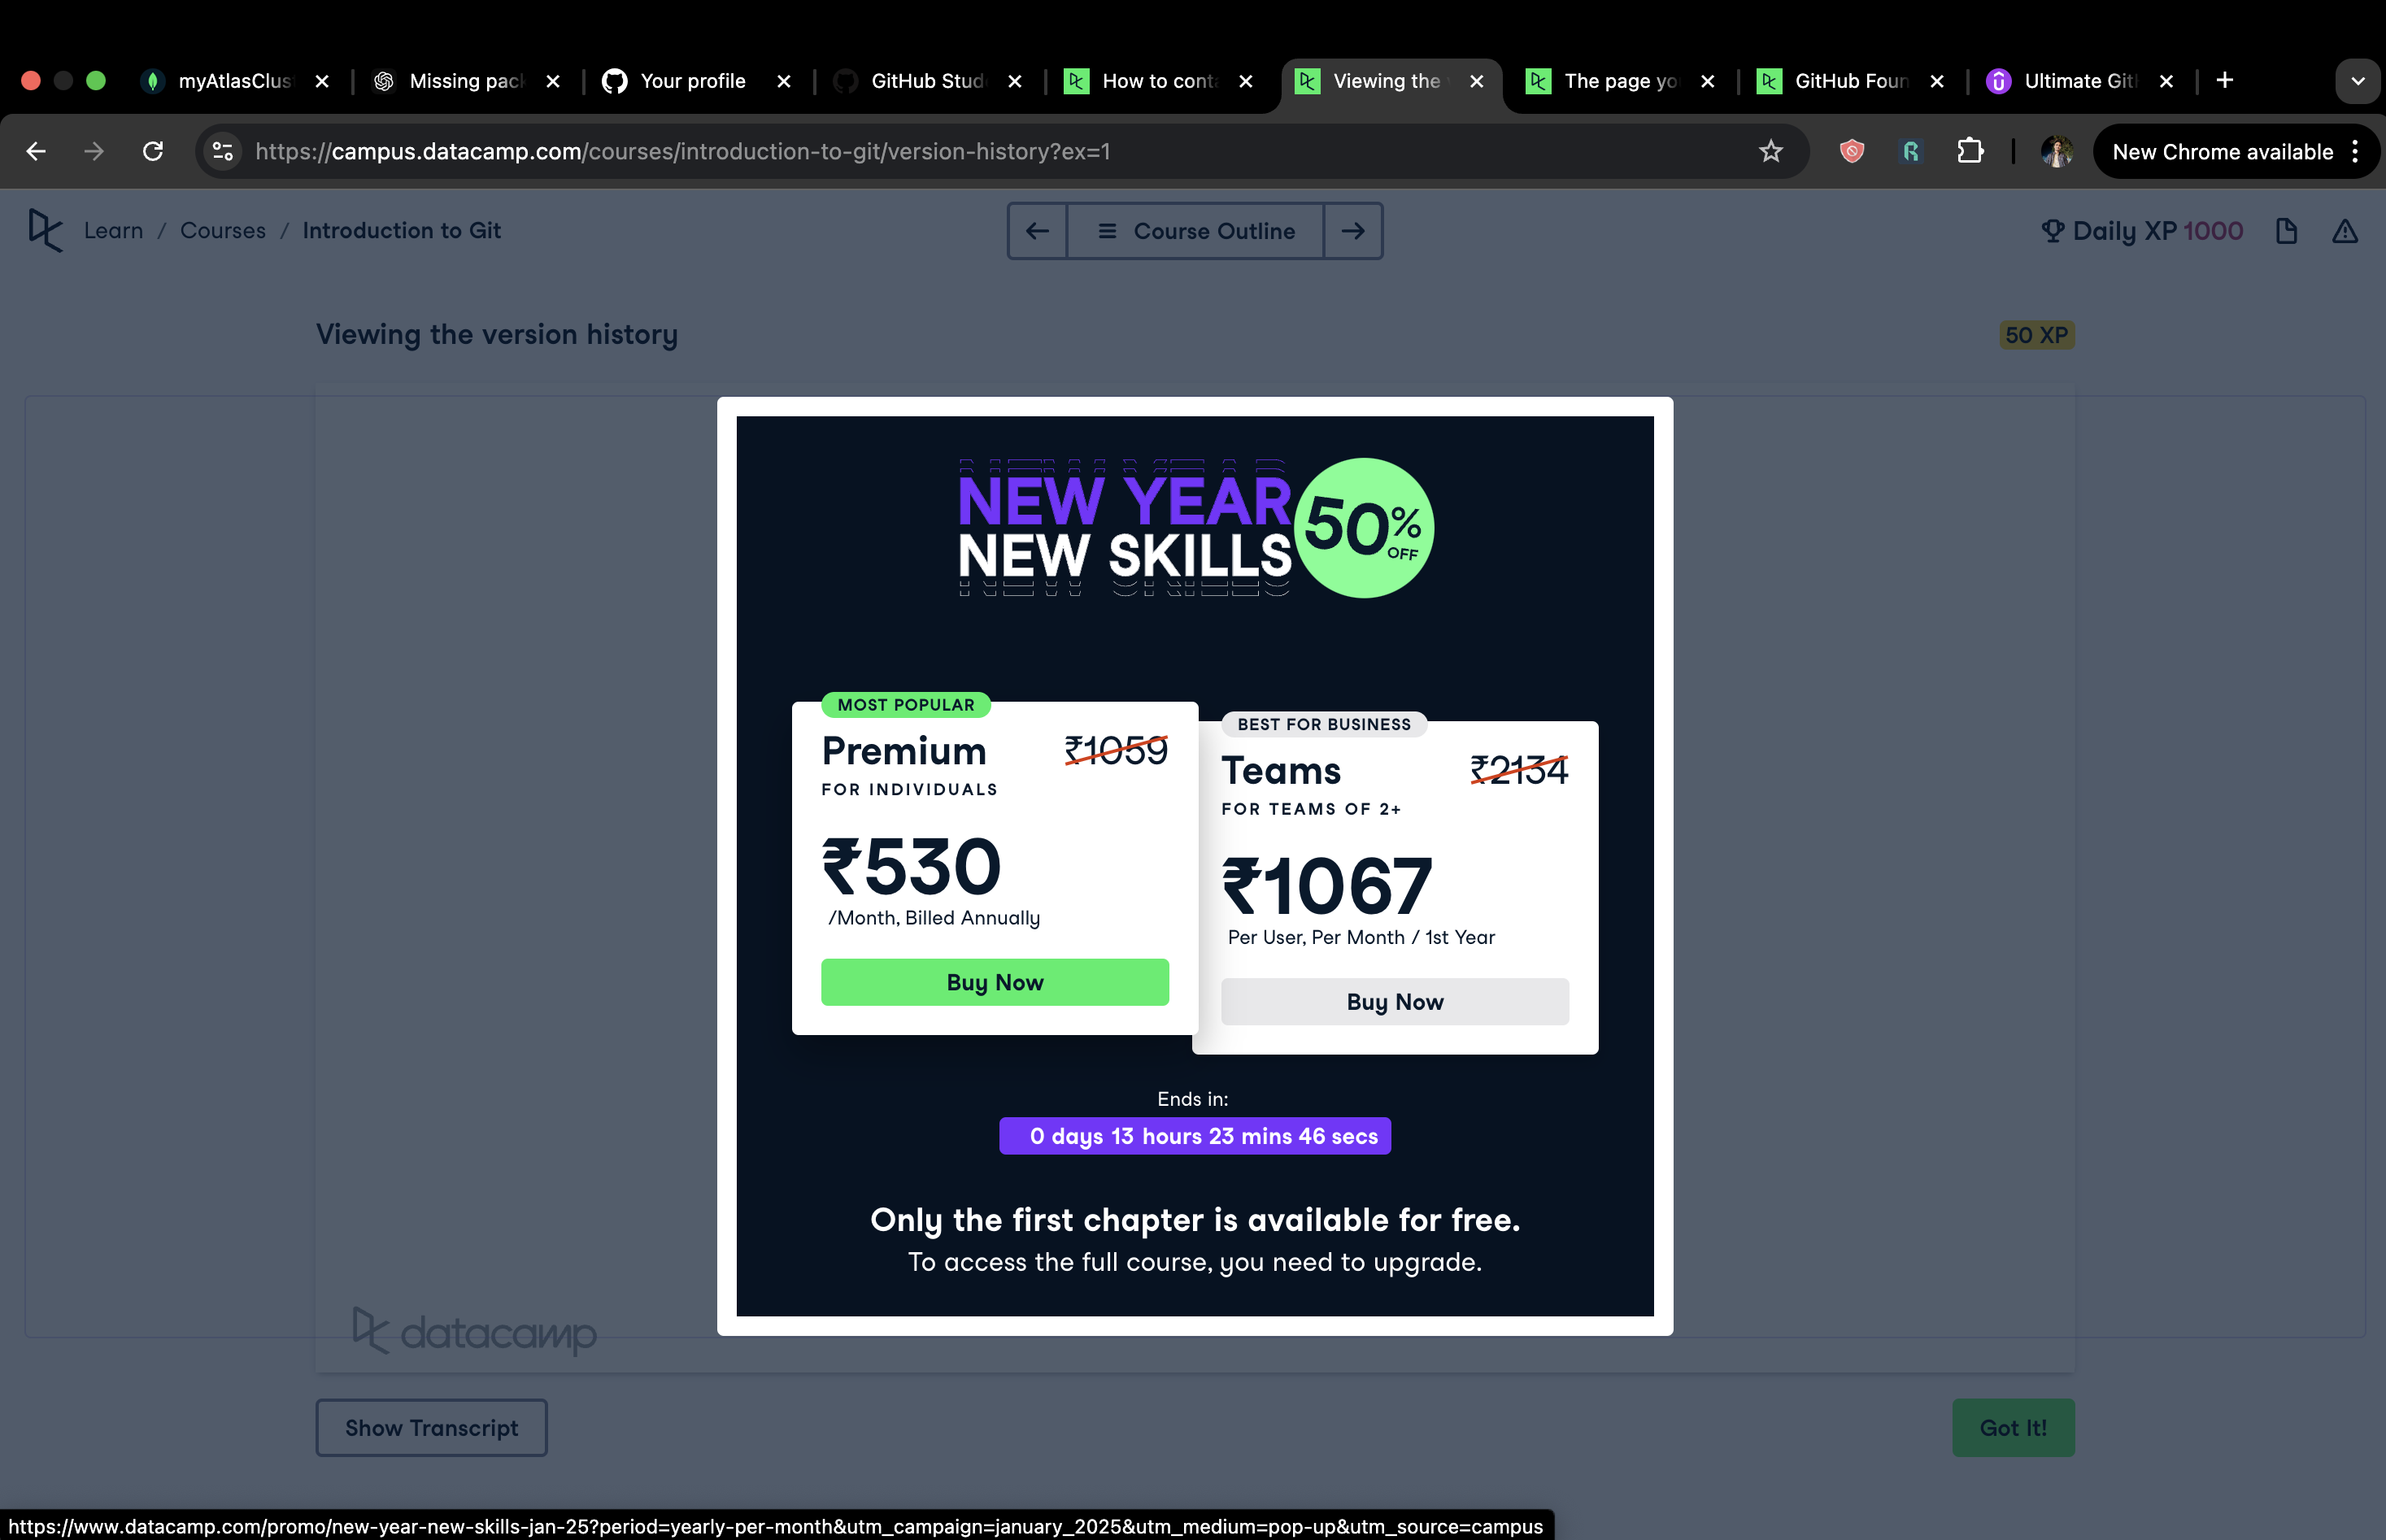 myAtlasClus
Missing pack
Your profile
GitHub Stude
How to conta
Viewing the
The page yo
GitHub Foun
Ultimate Git
https://campus.datacamp.com/courses/introduction-to-git/version-history?ex=1
New Chrome available
Learn / Courses / Introduction to Git
Course Outline
Daily XP 1000
Viewing the version history
50 XP
NEW YEAR
NEW SKILLS
50% OFF
MOST POPULAR
Premium ₹1059
FOR INDIVIDUALS
₹530
/Month, Billed Annually
Buy Now
BEST FOR BUSINESS
Teams ₹2134
FOR TEAMS OF 2+
₹1067
Per User, Per Month / 1st Year
Buy Now
Ends in:
0 days 13 hours 23 mins 46 secs
Only the first chapter is available for free.
To access the full course, you need to upgrade.
datacamp
Show Transcript
Got It!
https://www.datacamp.com/promo/new-year-new-skills-jan-25?period=yearly-per-month&utm_campaign=january_2025&utm_medium=pop-up&utm_source=campus